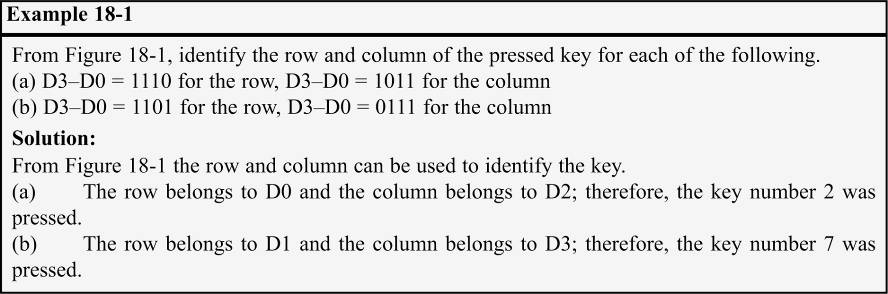 Example 18-1
From Figure 18-1, identify the row and column of the pressed key for each of the following.
(a) D3–D0 = 1110 for the row, D3–D0 = 1011 for the column
(b) D3–D0 = 1101 for the row, D3–D0 = 0111 for the column
Solution:
From Figure 18-1 the row and column can be used to identify the key.
(a) The row belongs to D0 and the column belongs to D2; therefore, the key number 2 was
pressed.
(b) The row belongs to D1 and the column belongs to D3; therefore, the key number 7 was
pressed.